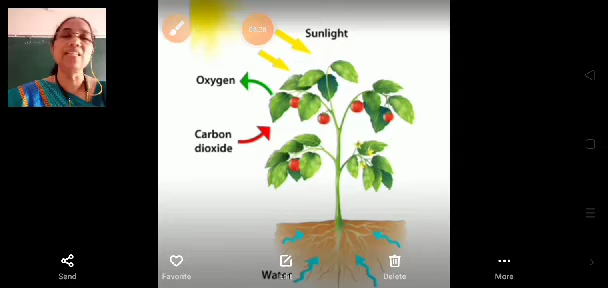 Sunlight
Oxygen
Carbon
dioxide
Water
Send
Favorite
Delete
More